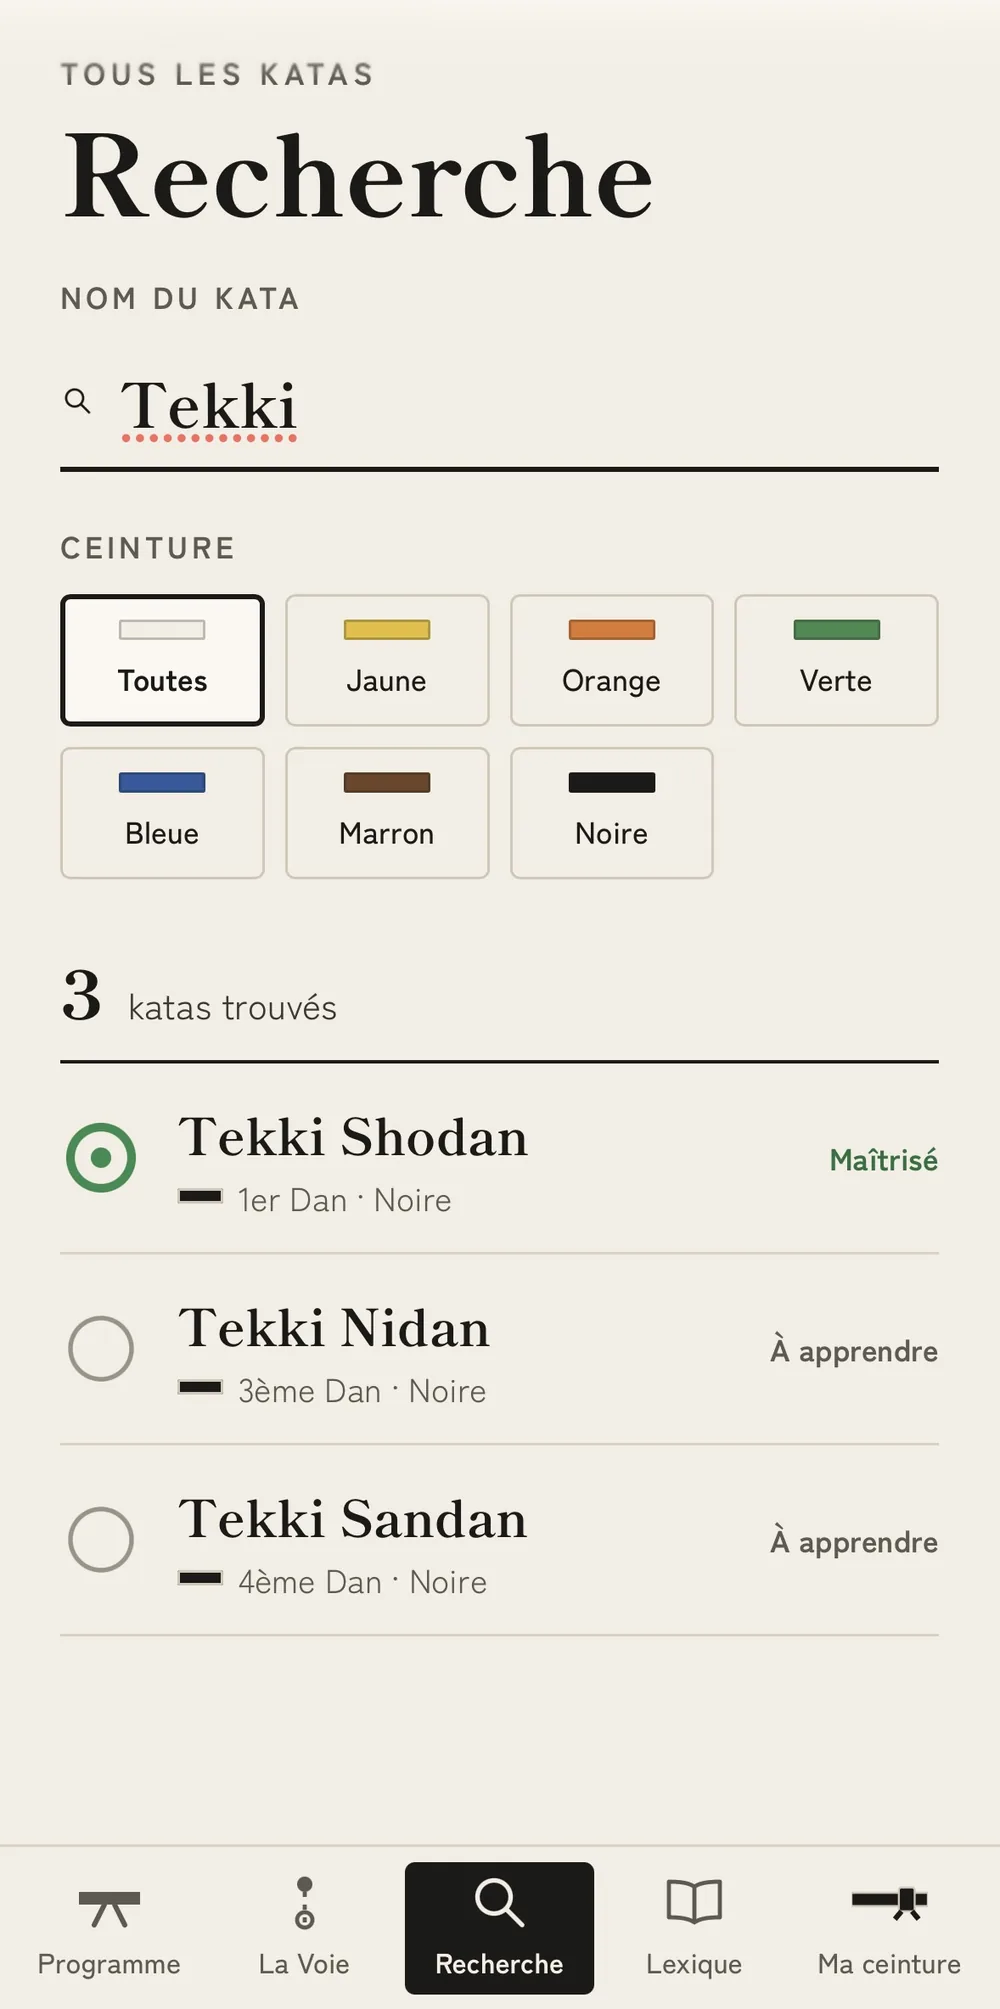 TOUS LES KATAS
Recherche
NOM DU KATA
Tekki
CEINTURE
Toutes
Jaune
Orange
Verte
Bleue
Marron
Noire
3 katas trouvés
Tekki Shodan
Maîtrisé
1er Dan · Noire
Tekki Nidan
À apprendre
3ème Dan · Noire
Tekki Sandan
À apprendre
4ème Dan · Noire
Programme
La Voie
Recherche
Lexique
Ma ceinture